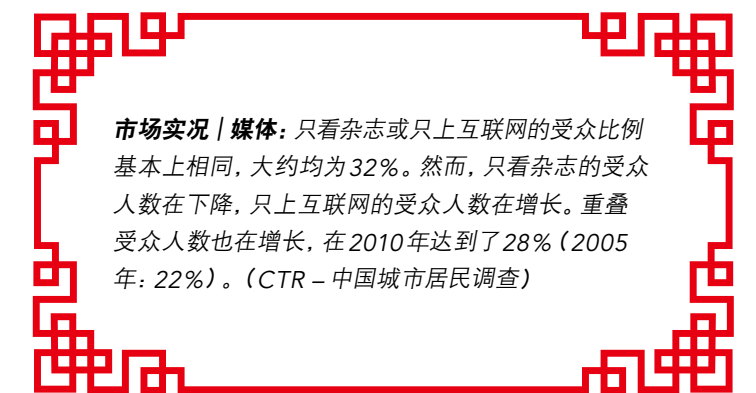 市场实况 | 媒体: 只看杂志或只上互联网的受众比例
基本上相同, 大约均为32%。然而, 只看杂志的受众
人数在下降, 只上互联网的受众人数在增长。重叠
受众人数也在增长, 在2010年达到了28% (2005
年: 22%) 。(CTR – 中国城市居民调查)